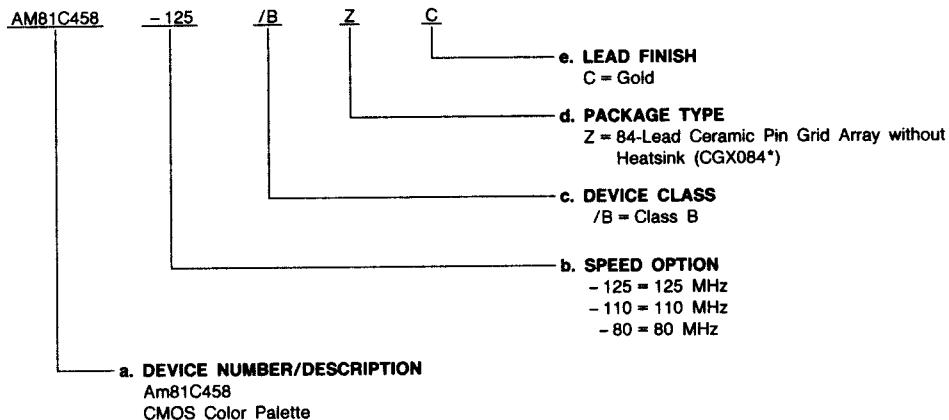 AM81C458 -125 /B Z C
e. LEAD FINISH
C = Gold
d. PACKAGE TYPE
Z = 84-Lead Ceramic Pin Grid Array without
Heatsink (CGX084*)
c. DEVICE CLASS
/B = Class B
b. SPEED OPTION
-125 = 125 MHz
-110 = 110 MHz
-80 = 80 MHz
a. DEVICE NUMBER/DESCRIPTION
Am81C458
CMOS Color Palette